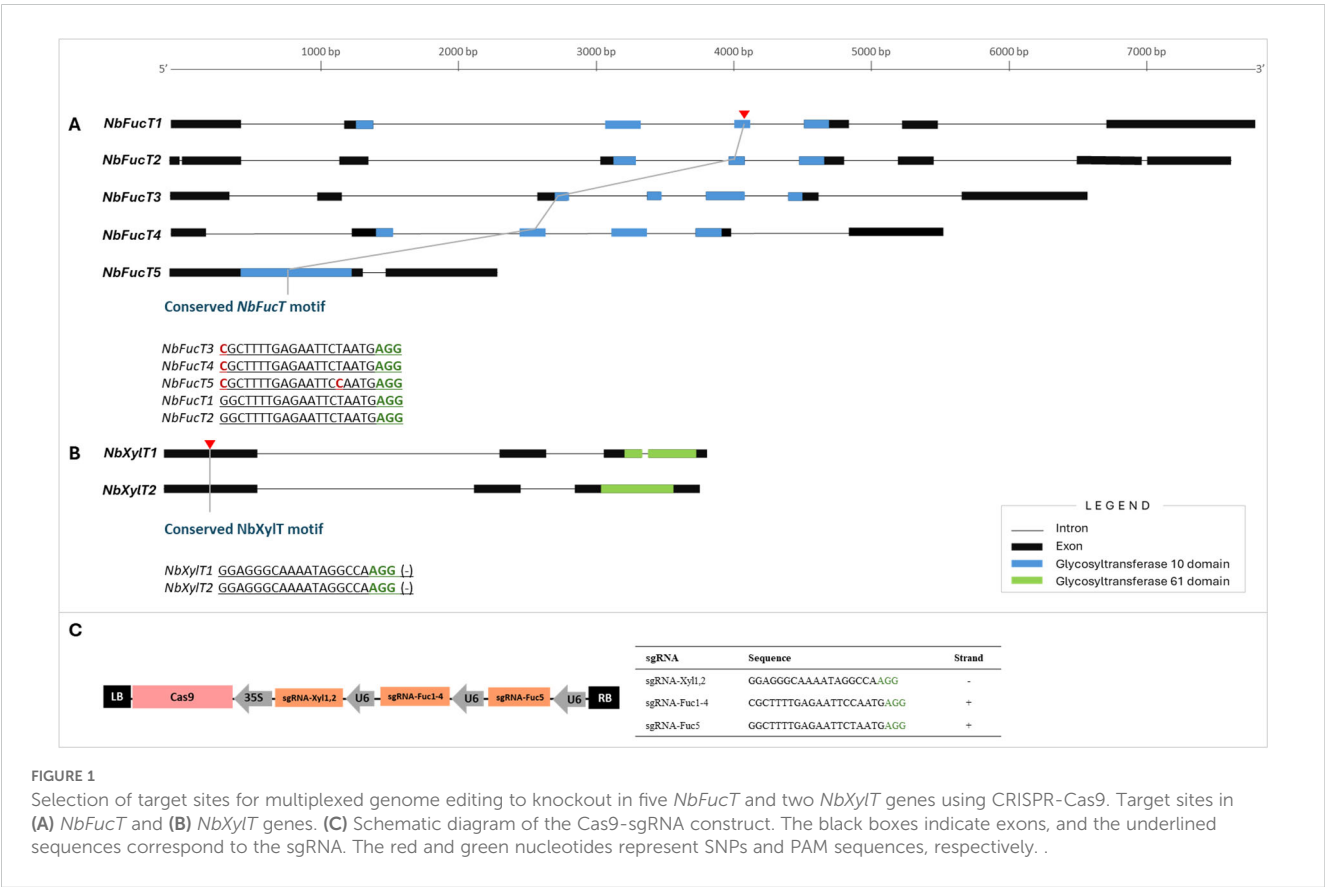 1000 bp 2000 bp 3000 bp 4000 bp 5000 bp 6000 bp 7000 bp
5′ 3′
A NbFucT1
NbFucT2
NbFucT3
NbFucT4
NbFucT5
Conserved NbFucT motif
NbFucT3 CGCTTTTGAGAATTCTAATGAGG
NbFucT4 CGCTTTTGAGAATTCTAATGAGG
NbFucT5 CGCTTTTGAGAATTCCAATGAGG
NbFucT1 GGCTTTTGAGAATTCTAATGAGG
NbFucT2 GGCTTTTGAGAATTCTAATGAGG
B NbXylT1
NbXylT2
Conserved NbXylT motif
NbXylT1 GGAGGGCAAAATAGGCCAAGG (-)
NbXylT2 GGAGGGCAAAATAGGCCAAGG (-)
LEGEND
Intron
Exon
Glycosyltransferase 10 domain
Glycosyltransferase 61 domain
C
LB Cas9 35S sgRNA-Xyl1,2 U6 sgRNA-Fuc1-4 U6 sgRNA-Fuc5 U6 RB
sgRNA Sequence Strand
sgRNA-Xyl1,2 GGAGGGCAAAATAGGCCAAGG -
sgRNA-Fuc1-4 CGCTTTTGAGAATTCCAATGAGG +
sgRNA-Fuc5 GGCTTTTGAGAATTCTAATGAGG +
FIGURE 1
Selection of target sites for multiplexed genome editing to knockout in five NbFucT and two NbXylT genes using CRISPR-Cas9. Target sites in
(A) NbFucT and (B) NbXylT genes. (C) Schematic diagram of the Cas9-sgRNA construct. The black boxes indicate exons, and the underlined
sequences correspond to the sgRNA. The red and green nucleotides represent SNPs and PAM sequences, respectively. .